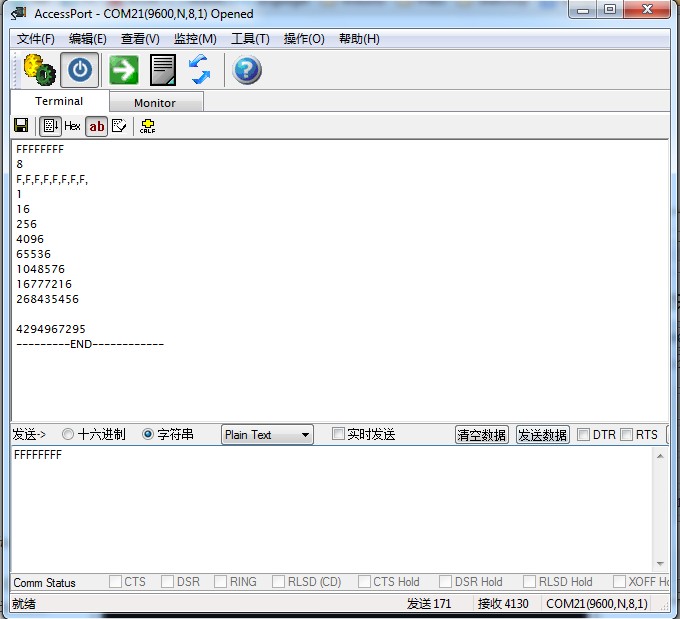 AccessPort - COM21(9600,N,8,1) Opened
文件(F) 编辑(E) 查看(V) 监控(M) 工具(T) 操作(O) 帮助(H)
Terminal Monitor
Hex ab CRLF
FFFFFFFF
8
F,F,F,F,F,F,F,F,
1
16
256
4096
65536
1048576
16777216
268435456
4294967295
---------END------------
发送-> 十六进制 字符串 Plain Text 实时发送 清空数据 发送数据 DTR RTS
FFFFFFFF
Comm Status CTS DSR RING RLSD (CD) CTS Hold DSR Hold RLSD Hold XOFF Ho
就绪 发送 171 接收 4130 COM21(9600,N,8,1)